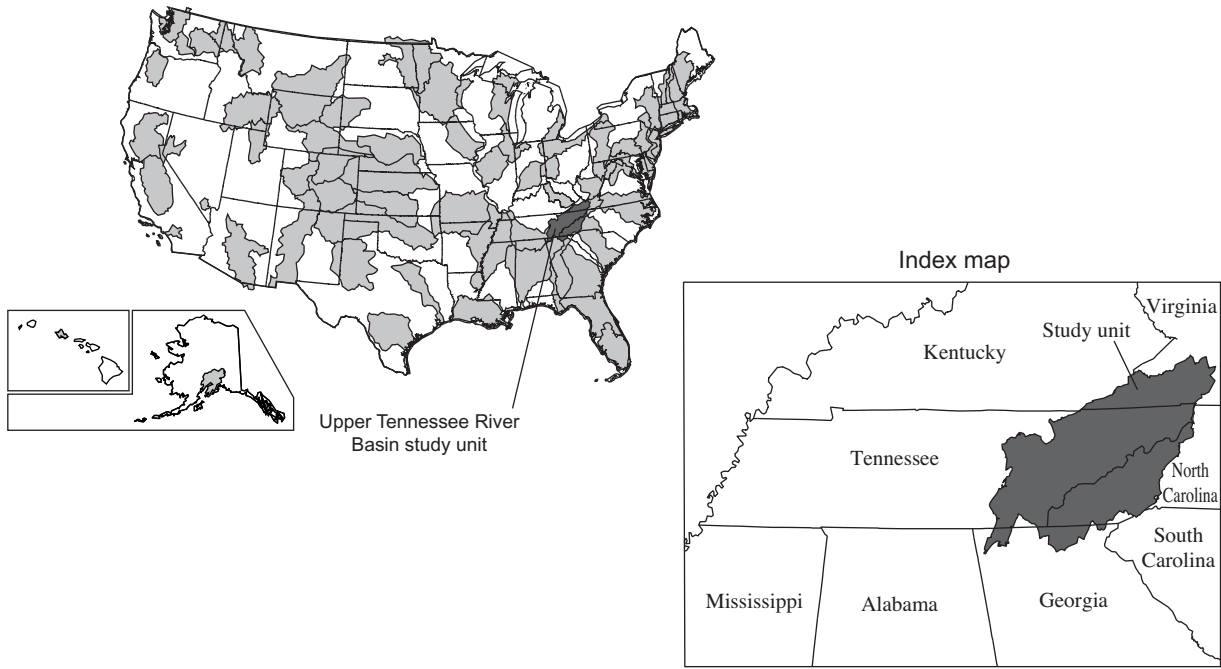 Upper Tennessee River
Basin study unit
Index map
Virginia
Study unit
Kentucky
Tennessee
North
Carolina
South
Carolina
Mississippi
Alabama
Georgia